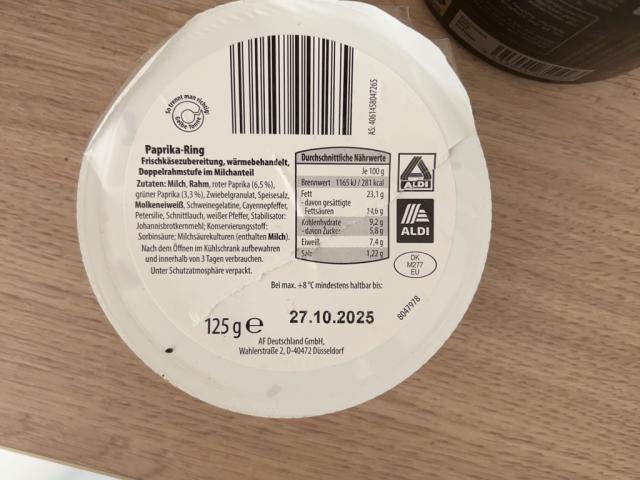 So trennt man richtig:
Gelbe Tonne
AS: 4061458047265
Paprika-Ring
Frischkäsezubereitung, wärmebehandelt,
Doppelrahmstufe im Milchanteil
Zutaten: Milch, Rahm, roter Paprika (6,5 %),
grüner Paprika (3,3 %), Zwiebelgranulat, Speisesalz,
Molkeneiweiß, Schweinegelatine, Cayennepfeffer,
Petersilie, Schnittlauch, weißer Pfeffer, Stabilisator:
Johannisbrotkernmehl; Konservierungsstoff:
Sorbinsäure; Milchsäurekulturen (enthalten Milch).
Nach dem Öffnen im Kühlschrank aufbewahren
und innerhalb von 3 Tagen verbrauchen.
Unter Schutzatmosphäre verpackt.
Durchschnittliche Nährwerte
Je 100 g
Brennwert 1165 kJ / 281 kcal
Fett 23,1 g
- davon gesättigte
Fettsäuren 14,6 g
Kohlenhydrate 9,2 g
- davon Zucker 5,8 g
Eiweiß 7,4 g
Salz 1,22 g
ALDI
ALDI
DK
M277
EU
Bei max. +8 °C mindestens haltbar bis:
27.10.2025
125 g e
8047978
AF Deutschland GmbH,
Wahlerstraße 2, D-40472 Düsseldorf